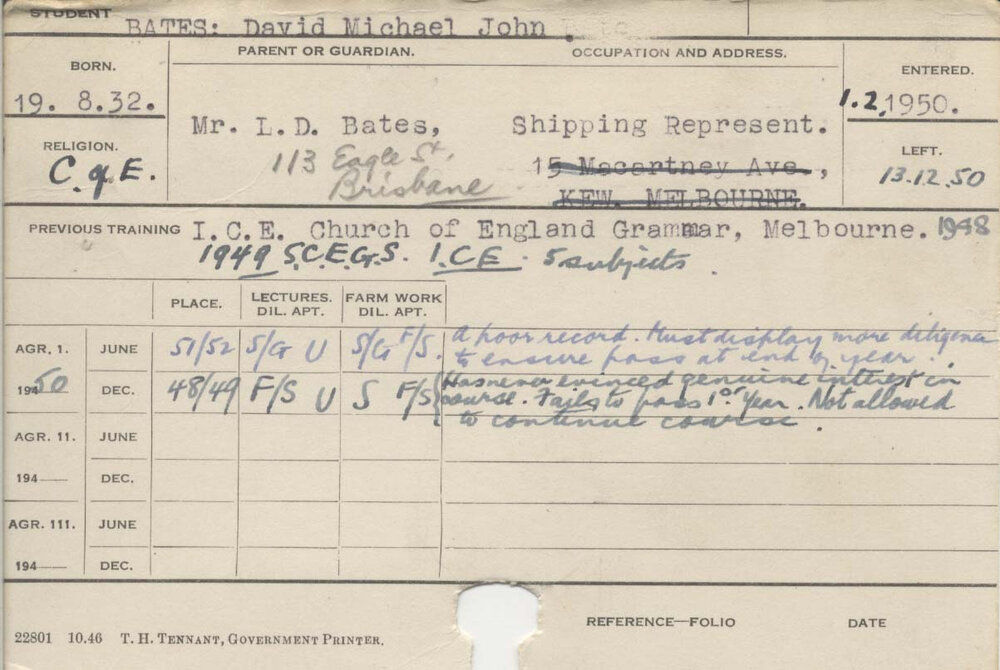 STUDENT BATES: David Michael John
PARENT OR GUARDIAN. OCCUPATION AND ADDRESS.
BORN. ENTERED.
19. 8.32. 1.2.1950.
Mr. L.D. Bates, Shipping Represent.
RELIGION. 113 Eagle St. 15 Macartney Ave., LEFT.
C. of E. Brisbane KEW. MELBOURNE. 13.12.50
PREVIOUS TRAINING I.C.E. Church of England Grammar, Melbourne. 1948
1949 S.C.E.G.S. I.C.E. 5 subjects.
PLACE. LECTURES. DIL. APT. FARM WORK DIL. APT.
AGR. 1. JUNE 51/52 S/G U S/G F/S. A poor record. Must display more diligence
to ensure pass at end of year.
1950 DEC. 48/49 F/S U S F/S Has never evinced genuine interest in
course. Fails to pass 1st Year. Not allowed
to continue course.
AGR. 11. JUNE
194 DEC.
AGR. 111. JUNE
194 DEC.
REFERENCE—FOLIO DATE
22801 10.46 T. H. TENNANT, GOVERNMENT PRINTER.